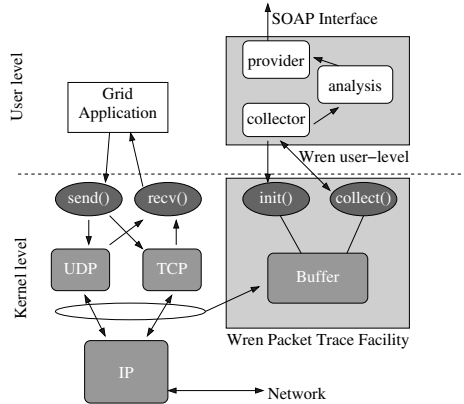 SOAP Interface
User level
provider
analysis
Grid
Application
collector
Wren user−level
send()
recv()
init()
collect()
Kernel level
UDP
TCP
Buffer
Wren Packet Trace Facility
IP
Network